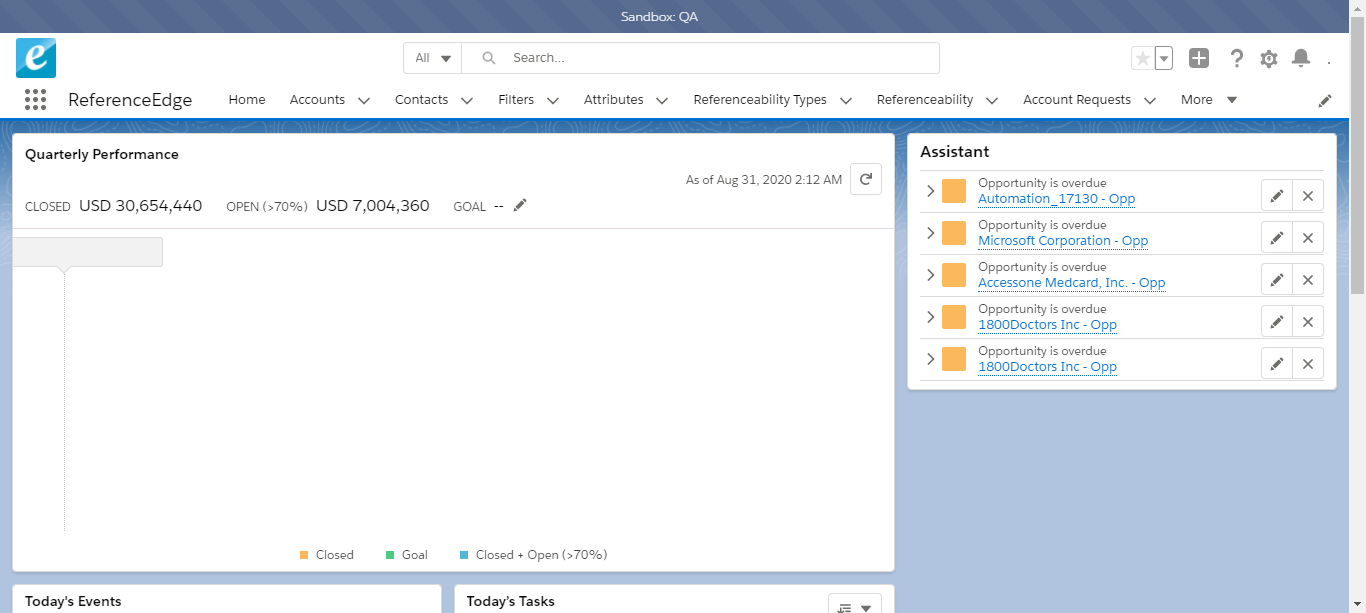 Sandbox: QA
All
Search...
ReferenceEdge
Home
Accounts
Contacts
Filters
Attributes
Referenceability Types
Referenceability
Account Requests
More
Quarterly Performance
As of Aug 31, 2020 2:12 AM
CLOSED USD 30,654,440 OPEN (>70%) USD 7,004,360 GOAL --
Closed
Goal
Closed + Open (>70%)
Assistant
Opportunity is overdue
Automation_17130 - Opp
Opportunity is overdue
Microsoft Corporation - Opp
Opportunity is overdue
Accessone Medcard, Inc. - Opp
Opportunity is overdue
1800Doctors Inc - Opp
Opportunity is overdue
1800Doctors Inc - Opp
Today's Events
Today's Tasks